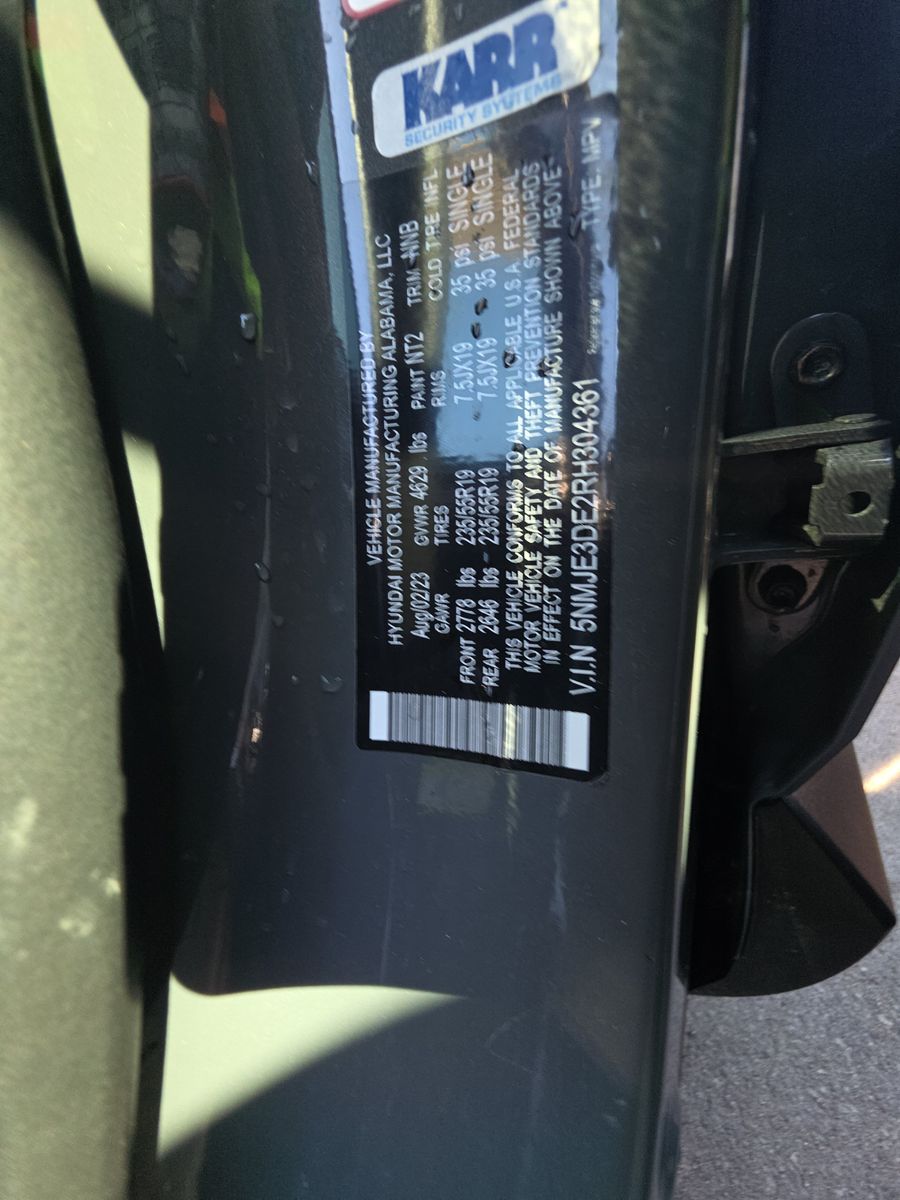 KARR
SECURITY SYSTEMS
VEHICLE MANUFACTURED BY
HYUNDAI MOTOR MANUFACTURING ALABAMA, LLC
Aug/02/23 GVWR 4629 lbs PAINT NT2 TRIM NNB
GAWR TIRES RIMS COLD TIRE INFL
FRONT 2778 lbs 235/55R19 7.5JX19 35 psi SINGLE
REAR 2646 lbs 235/55R19 7.5JX19 35 psi SINGLE
THIS VEHICLE CONFORMS TO ALL APPLICABLE U.S.A. FEDERAL
MOTOR VEHICLE SAFETY AND THEFT PREVENTION STANDARDS
IN EFFECT ON THE DATE OF MANUFACTURE SHOWN ABOVE
V.I.N 5NMJE3DE2RH304361 TYPE: MPV